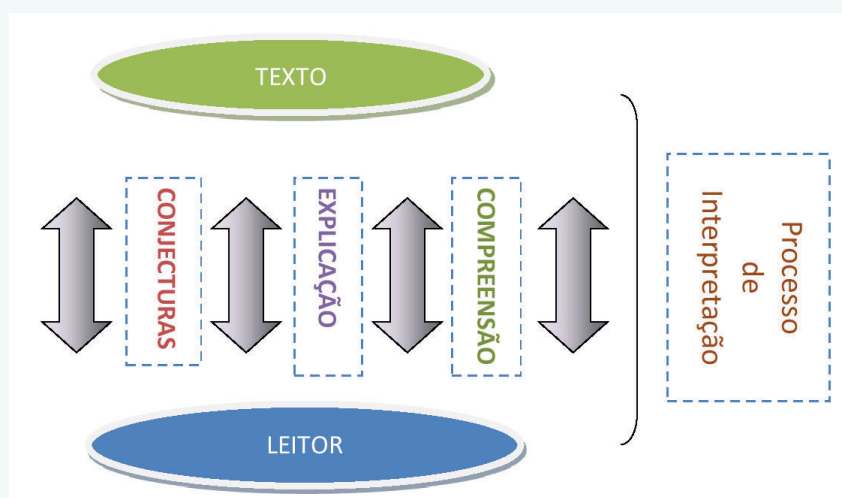 TEXTO
CONJECTURAS
EXPLICAÇÃO
COMPREENSÃO
Processo
de
Interpretação
LEITOR